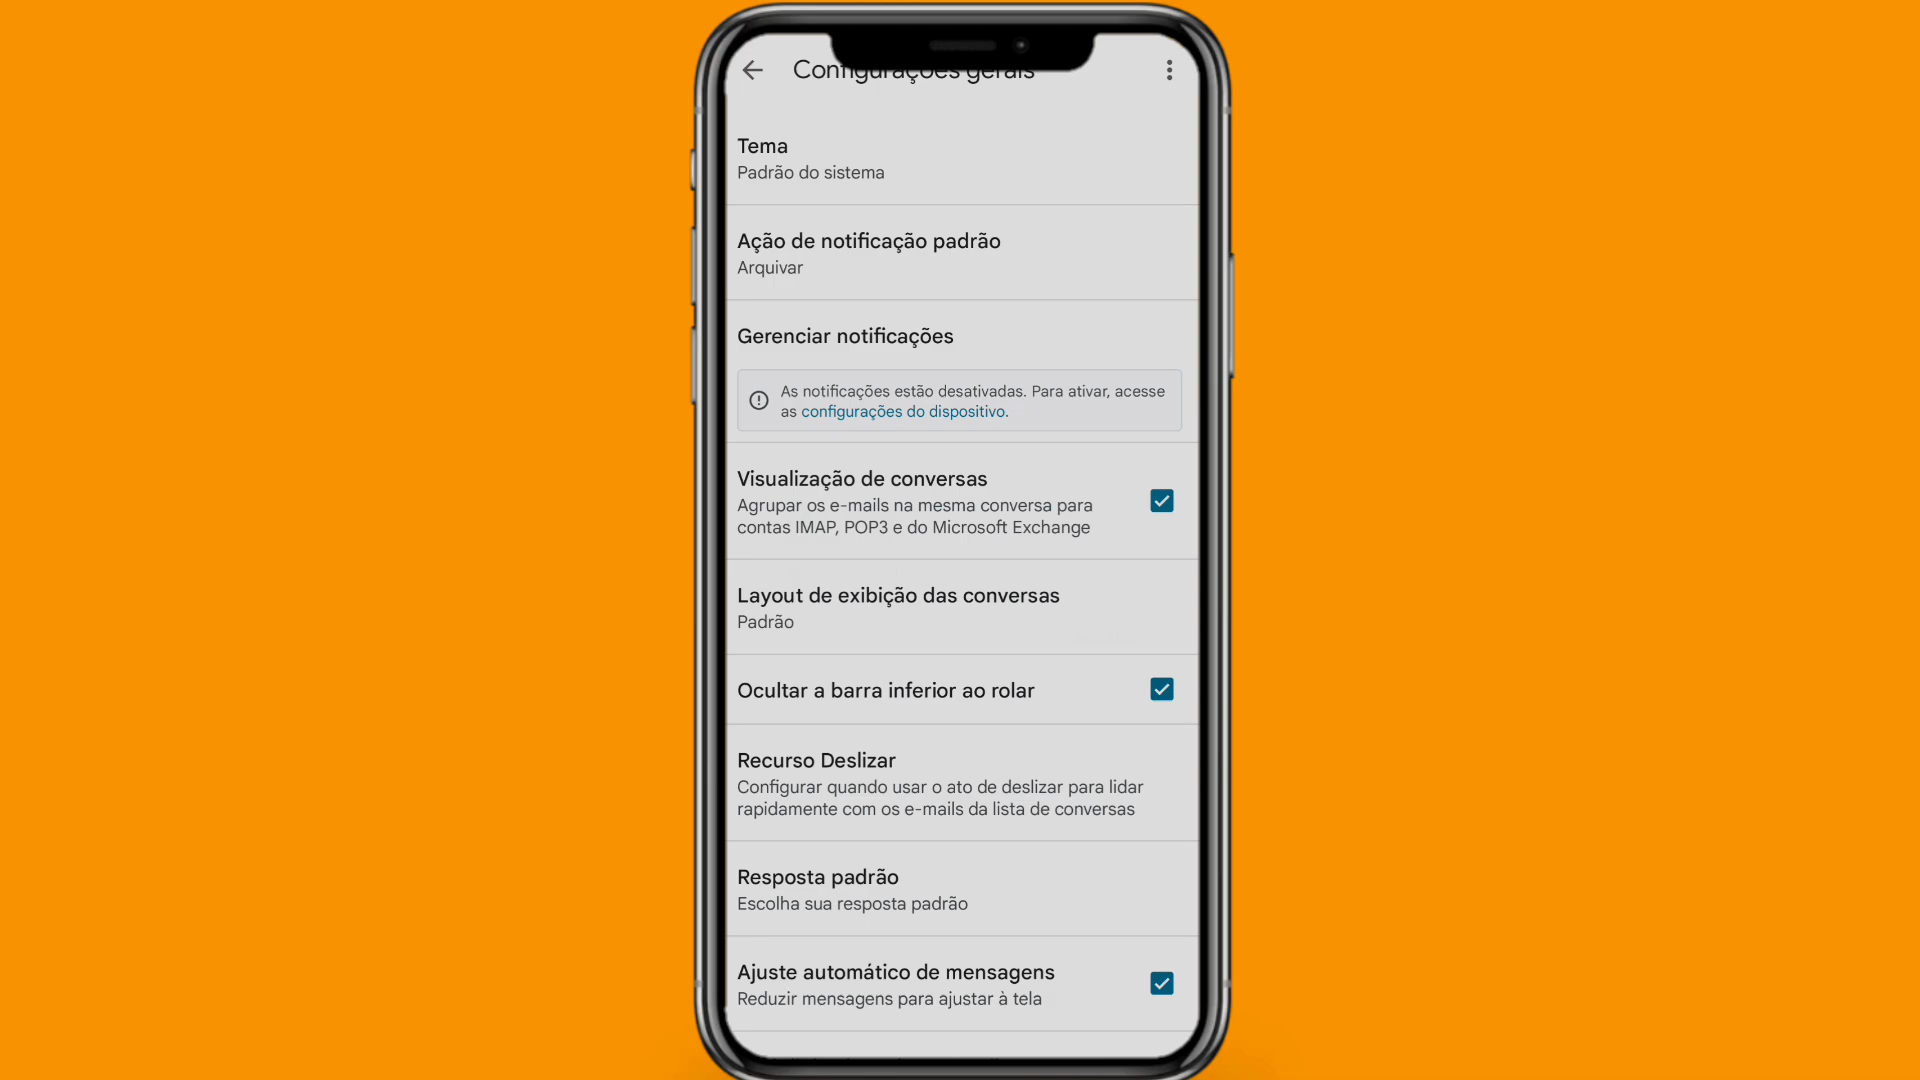 Configurações gerais
Tema
Padrão do sistema
Ação de notificação padrão
Arquivar
Gerenciar notificações
As notificações estão desativadas. Para ativar, acesse
as configurações do dispositivo.
Visualização de conversas
Agrupar os e-mails na mesma conversa para
contas IMAP, POP3 e do Microsoft Exchange
Layout de exibição das conversas
Padrão
Ocultar a barra inferior ao rolar
Recurso Deslizar
Configurar quando usar o ato de deslizar para lidar
rapidamente com os e-mails da lista de conversas
Resposta padrão
Escolha sua resposta padrão
Ajuste automático de mensagens
Reduzir mensagens para ajustar à tela